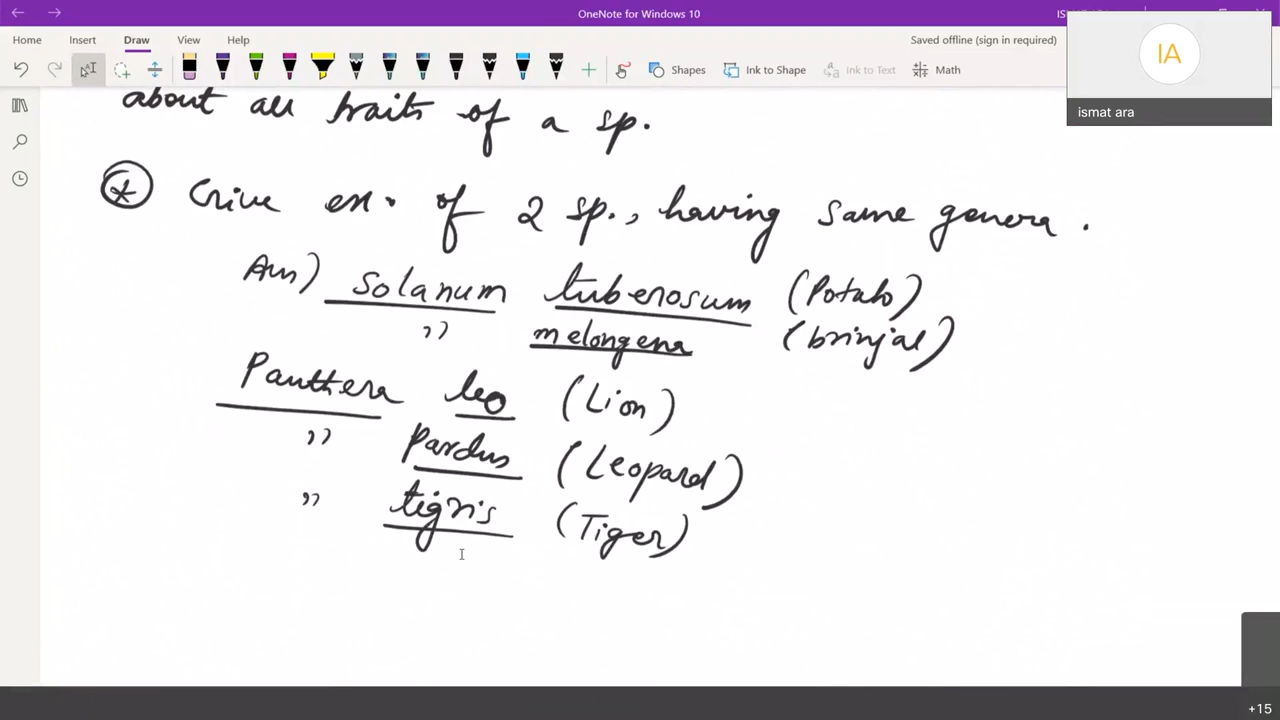 OneNote for Windows 10
Home Insert Draw View Help
Saved offline (sign in required)
IA
Shapes Ink to Shape Ink to Text Math
ismat ara
about all traits of a sp.
Give ex. of 2 sp., having same genera.
Ans) Solanum tuberosum (Potato)
" melongena (brinjal)
Panthera leo (Lion)
" pardus (Leopard)
" tigris (Tiger)
+15